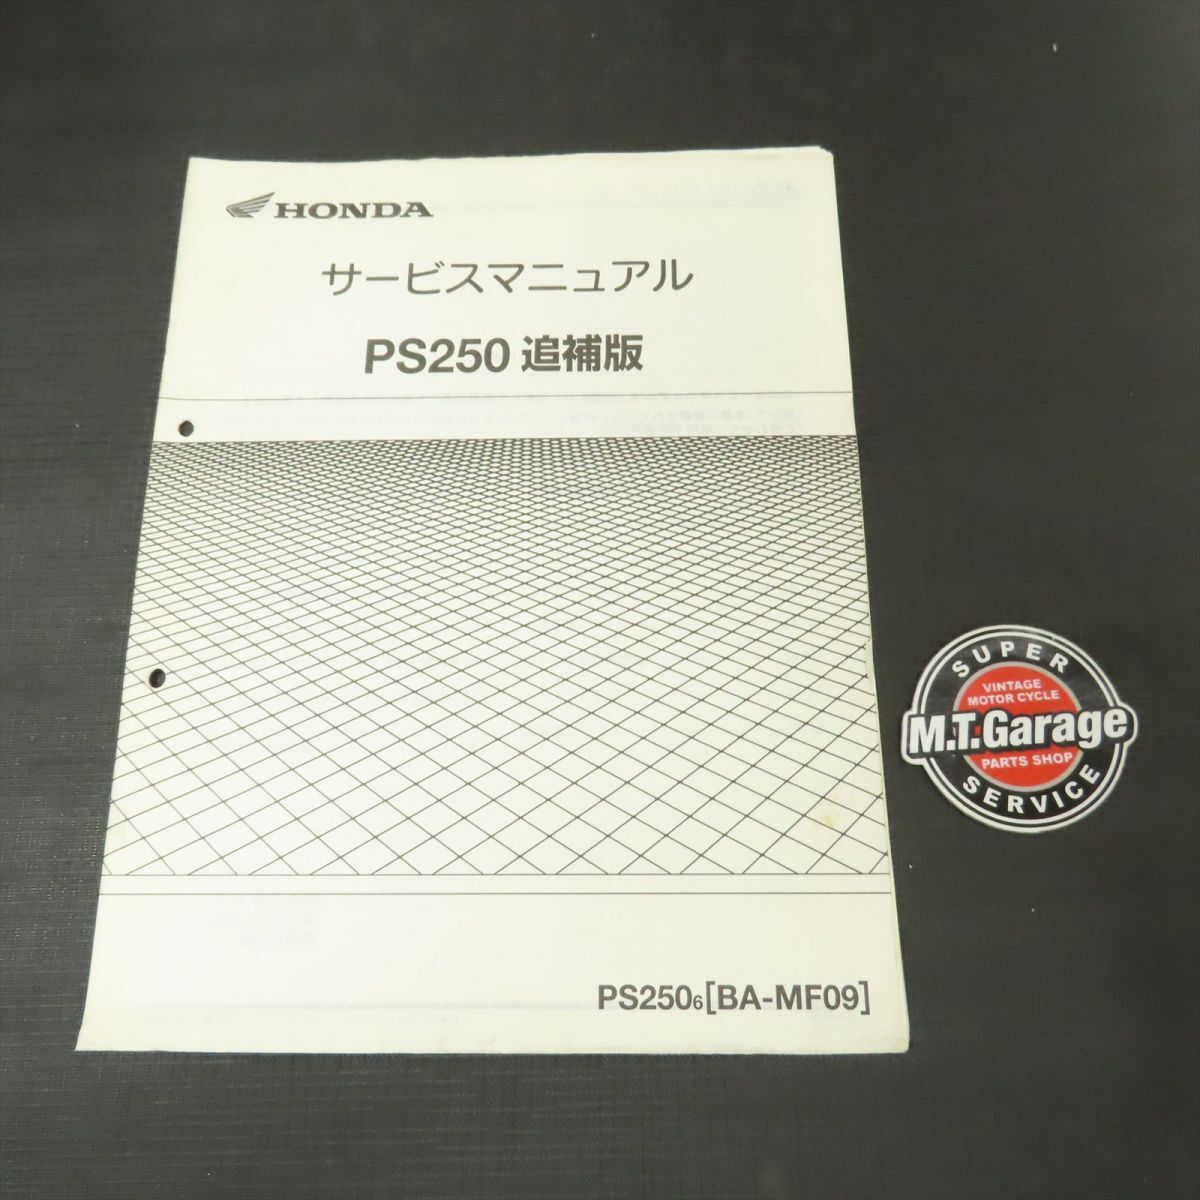 HONDA
サービスマニュアル
PS250 追補版
PS250₆[BA-MF09]
SUPER
VINTAGE
MOTOR CYCLE
M.T.Garage
PARTS SHOP
SERVICE